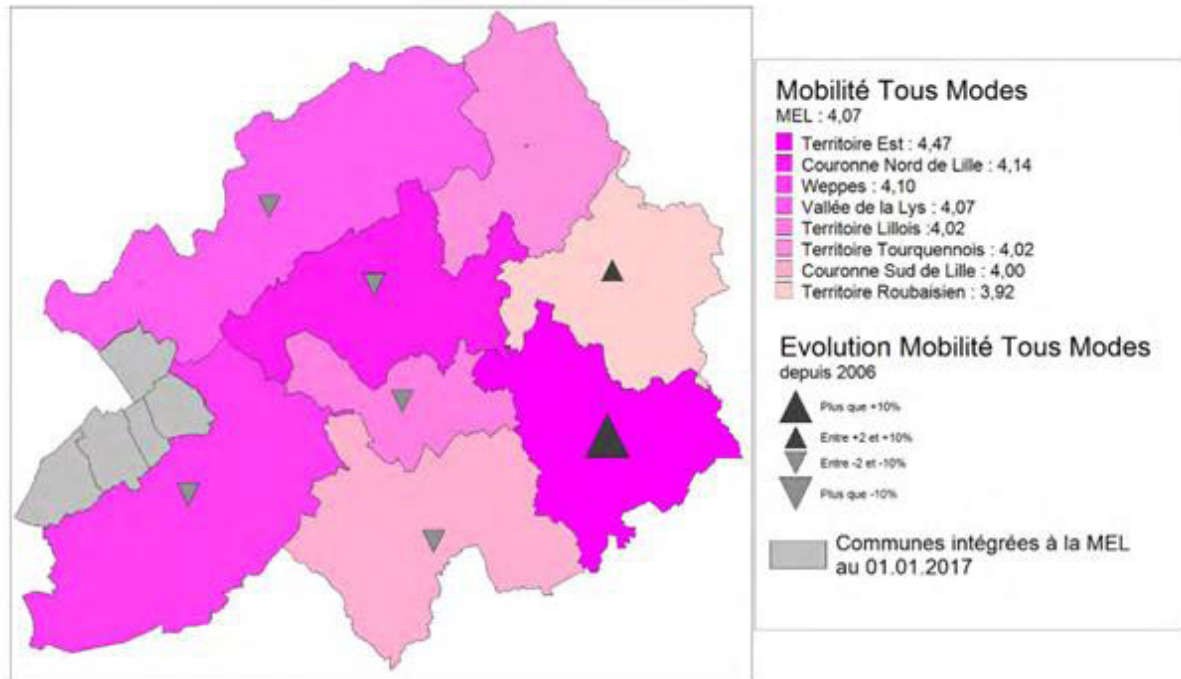 Mobilité Tous Modes
MEL : 4,07
Territoire Est : 4,47
Couronne Nord de Lille : 4,14
Weppes : 4,10
Vallée de la Lys : 4,07
Territoire Lillois :4,02
Territoire Tourquennois : 4,02
Couronne Sud de Lille : 4,00
Territoire Roubaisien : 3,92
Evolution Mobilité Tous Modes
depuis 2006
Plus que +10%
Entre +2 et +10%
Entre -2 et -10%
Plus que -10%
Communes intégrées à la MEL
au 01.01.2017